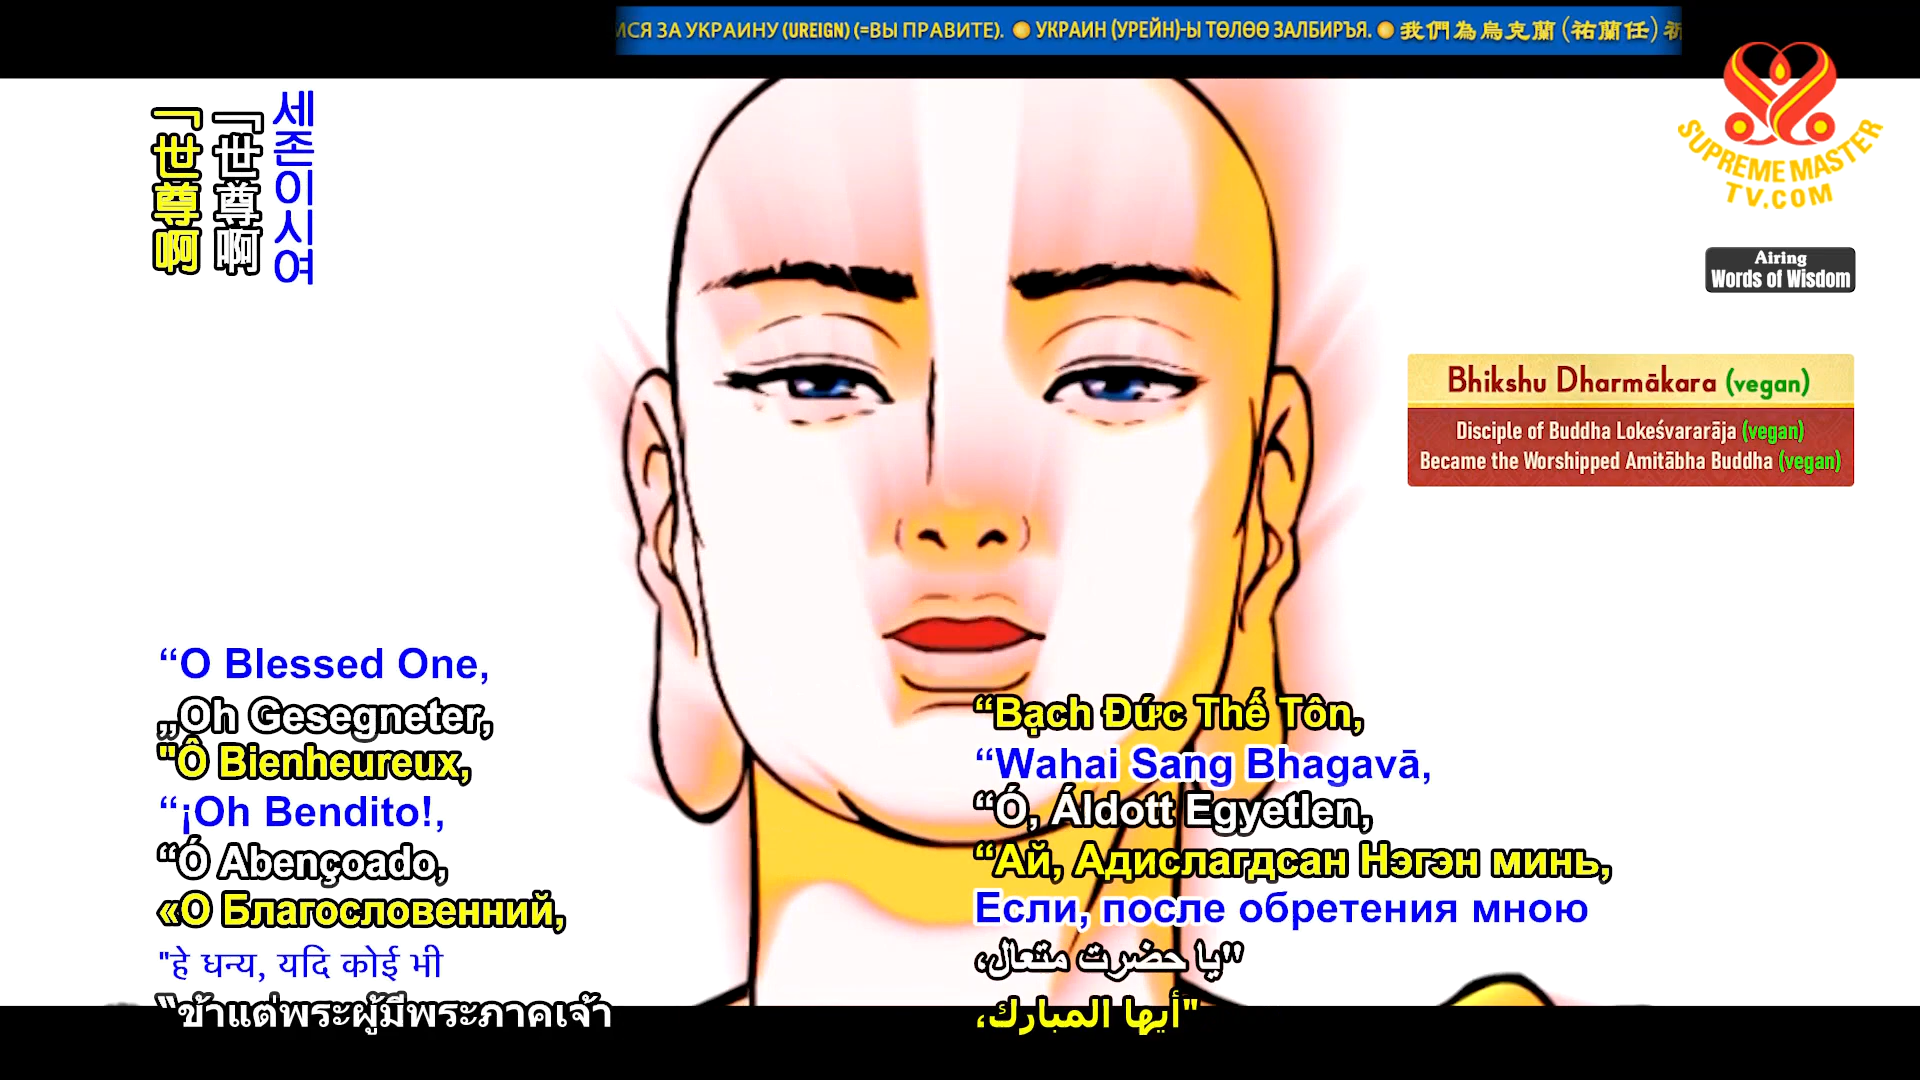 ИСЯ ЗА УКРАИНУ (UREIGN) (=ВЫ ПРАВИТЕ). УКРАИН (УРЕЙН)-Ы ТӨЛӨӨ ЗАЛБИРЪЯ. 我們為烏克蘭 (祐蘭任) 祈
SUPREME MASTER
TV.COM
Airing
Words of Wisdom
Bhikshu Dharmākara (vegan)
Disciple of Buddha Lokeśvararāja (vegan)
Became the Worshipped Amitābha Buddha (vegan)
「世尊啊
「世尊啊
세존이시여
“O Blessed One,
„Oh Gesegneter,
"Ô Bienheureux,
“¡Oh Bendito!,
“Ó Abençoado,
«О Благословенний,
"हे धन्य, यदि कोई भी
“ข้าแต่พระผู้มีพระภาคเจ้า
“Bạch Đức Thế Tôn,
“Wahai Sang Bhagavā,
“Ó, Áldott Egyetlen,
“Ай, Адислагдсан Нэгэн минь,
Если, после обретения мною
"یا حضرت متعال،
"أيها المبارك،